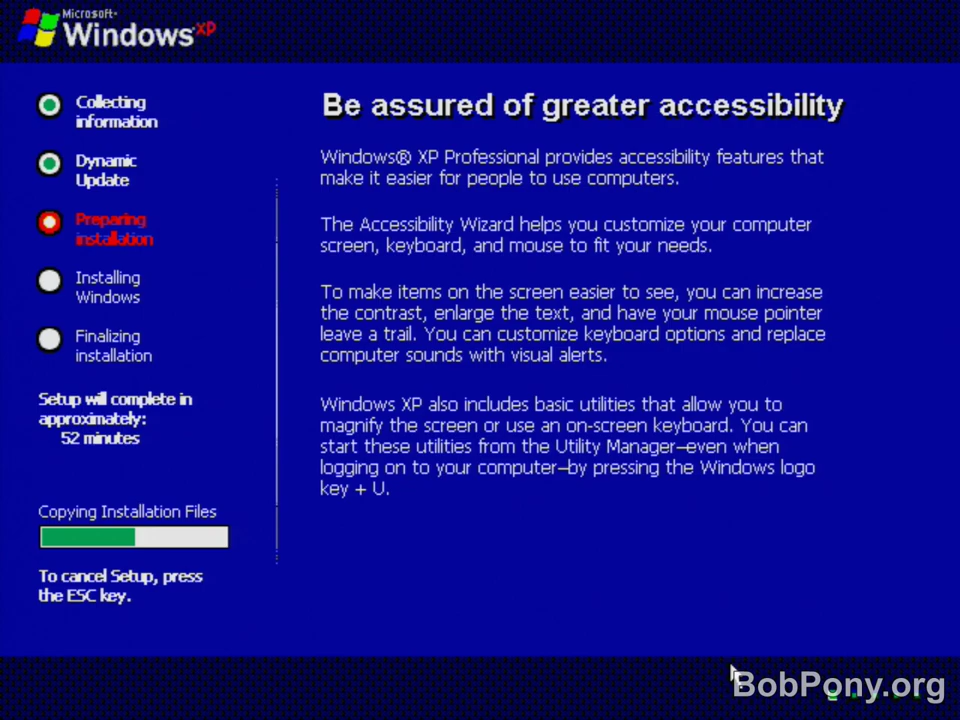 Microsoft®
Windows XP
Collecting
information
Dynamic
Update
Preparing
installation
Installing
Windows
Finalizing
installation
Setup will complete in
approximately:
52 minutes
Copying Installation Files
To cancel Setup, press
the ESC key.
Be assured of greater accessibility
Windows® XP Professional provides accessibility features that
make it easier for people to use computers.
The Accessibility Wizard helps you customize your computer
screen, keyboard, and mouse to fit your needs.
To make items on the screen easier to see, you can increase
the contrast, enlarge the text, and have your mouse pointer
leave a trail. You can customize keyboard options and replace
computer sounds with visual alerts.
Windows XP also includes basic utilities that allow you to
magnify the screen or use an on-screen keyboard. You can
start these utilities from the Utility Manager—even when
logging on to your computer—by pressing the Windows logo
key + U.
BobPony.org